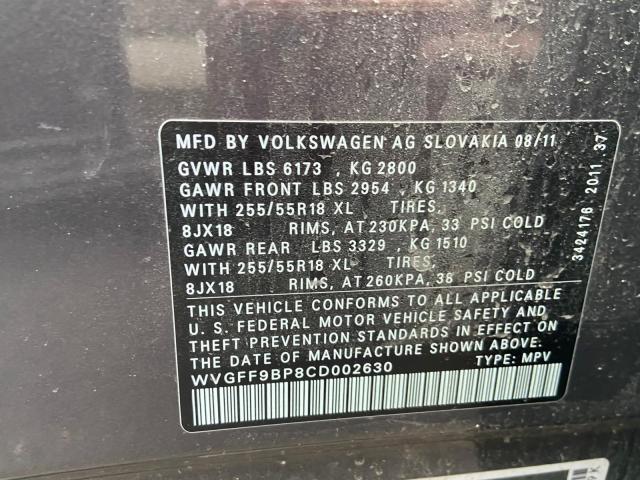 MFD BY VOLKSWAGEN AG SLOVAKIA 08/11
GVWR LBS 6173 , KG 2800
GAWR FRONT LBS 2954 , KG 1340
WITH 255/55R18 XL TIRES,
8JX18 RIMS, AT 230KPA, 33 PSI COLD
GAWR REAR LBS 3329 , KG 1510
WITH 255/55R18 XL TIRES,
8JX18 RIMS, AT 260KPA, 38 PSI COLD
THIS VEHICLE CONFORMS TO ALL APPLICABLE
U. S. FEDERAL MOTOR VEHICLE SAFETY AND
THEFT PREVENTION STANDARDS IN EFFECT ON
DATE OF MANUFACTURE SHOWN ABOVE.
WVGFF9BP8CD002630 TYPE: MPV
3424176 2011 37